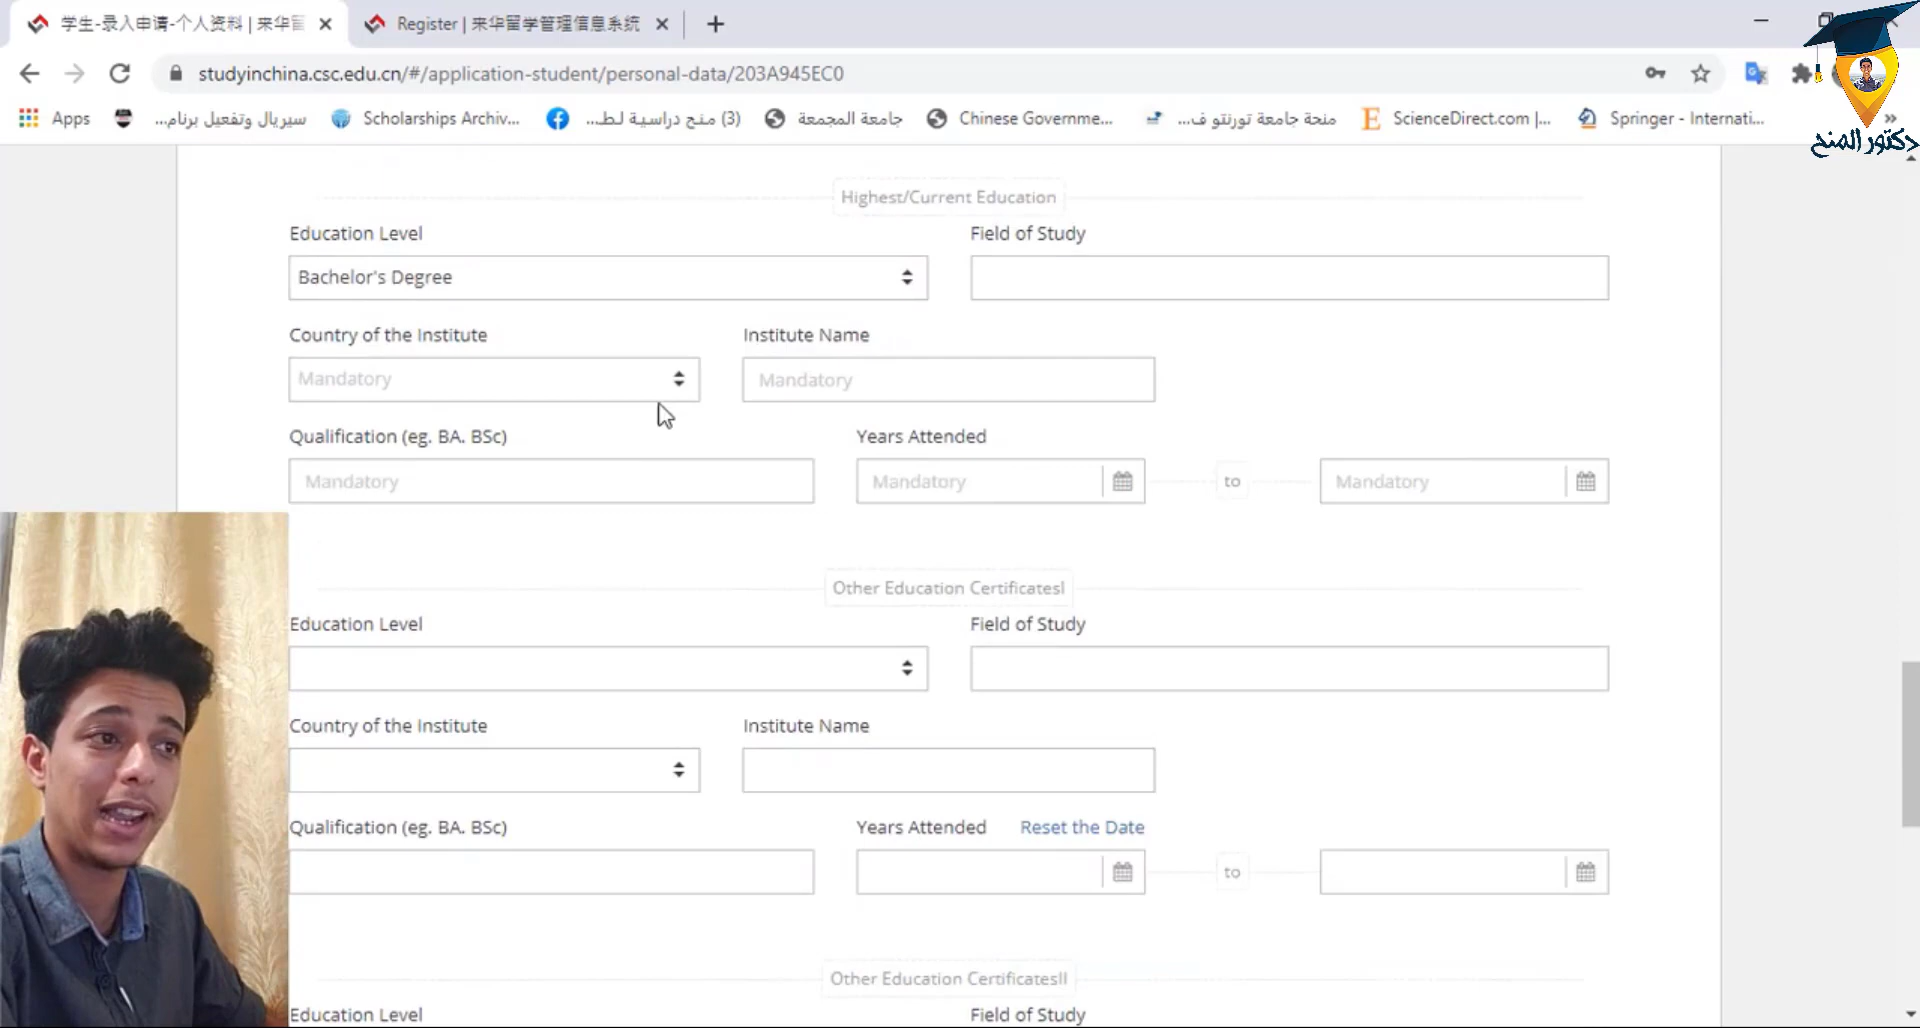 学生-录入申请-个人资料 | 来华留
Register | 来华留学管理信息系统
studyinchina.csc.edu.cn/#/application-student/personal-data/203A945EC0
Apps
سيريال وتفعيل برنام...
Scholarships Archiv...
(3) منح دراسية لط...
جامعة المجمعة
Chinese Governme...
منحة جامعة تورنتو ف...
ScienceDirect.com |...
Springer - Internati...
»
دكتور المنح
Highest/Current Education
Education Level
Field of Study
Bachelor's Degree
Country of the Institute
Institute Name
Mandatory
Mandatory
Qualification (eg. BA. BSc)
Years Attended
Mandatory
Mandatory
to
Mandatory
Other Education CertificatesⅠ
Education Level
Field of Study
Country of the Institute
Institute Name
Qualification (eg. BA. BSc)
Years Attended
Reset the Date
to
Other Education CertificatesⅡ
Education Level
Field of Study